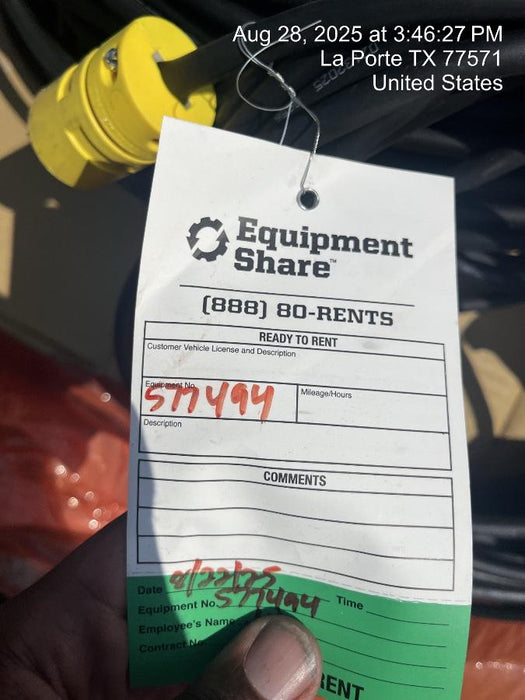 Aug 28, 2025 at 3:46:27 PM
La Porte TX 77571
United States
Equipment
Share™
(888) 80-RENTS
READY TO RENT
Customer Vehicle License and Description
Equipment No. Mileage/Hours
577494
Description
COMMENTS
Date 8/22/25
Equipment No. 577494 Time
Employee's Name
Contract No
RENT